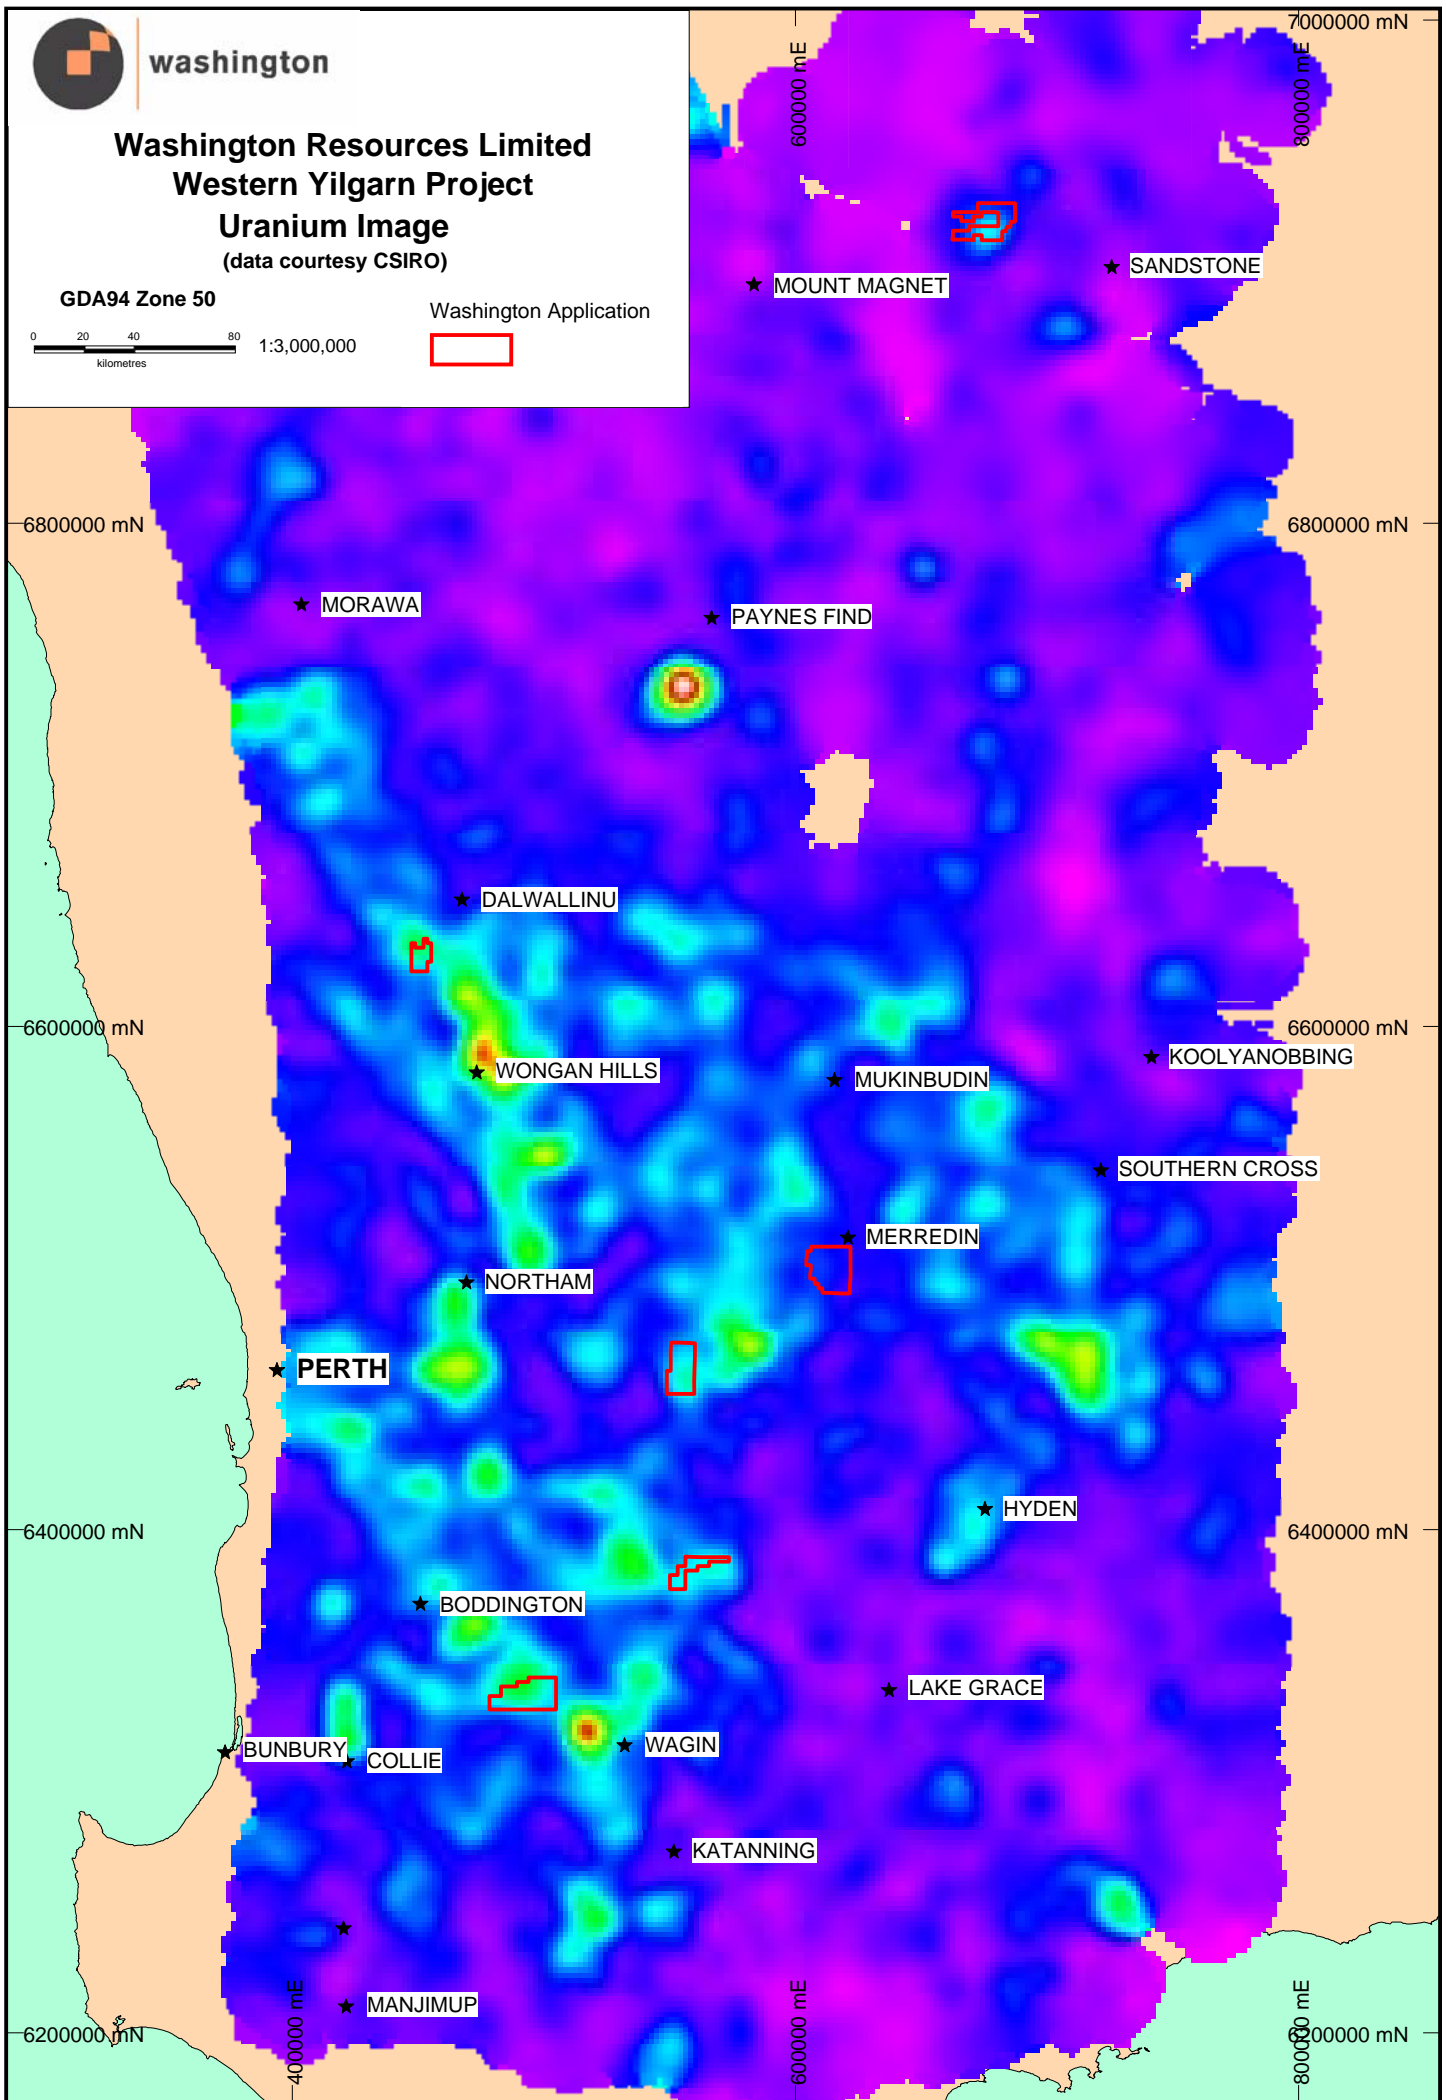 washington
Washington Resources Limited
Western Yilgarn Project
Uranium Image
(data courtesy CSIRO)
GDA94 Zone 50
Washington Application
0 20 40 80
kilometres
1:3,000,000
7000000 mN
600000 mE
800000 mE
SANDSTONE
MOUNT MAGNET
6800000 mN
6800000 mN
MORAWA
PAYNES FIND
DALWALLINU
6600000 mN
6600000 mN
KOOLYANOBBING
WONGAN HILLS
MUKINBUDIN
SOUTHERN CROSS
MERREDIN
NORTHAM
PERTH
HYDEN
6400000 mN
6400000 mN
BODDINGTON
LAKE GRACE
WAGIN
BUNBURY
COLLIE
KATANNING
MANJIMUP
400000 mE
600000 mE
800000 mE
6200000 mN
6200000 mN